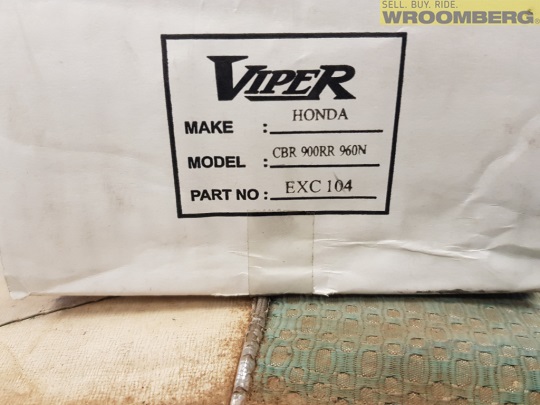 SELL. BUY. RIDE.
WROOMBERG
VIPER
MAKE : HONDA
MODEL : CBR 900RR 960N
PART NO : EXC 104